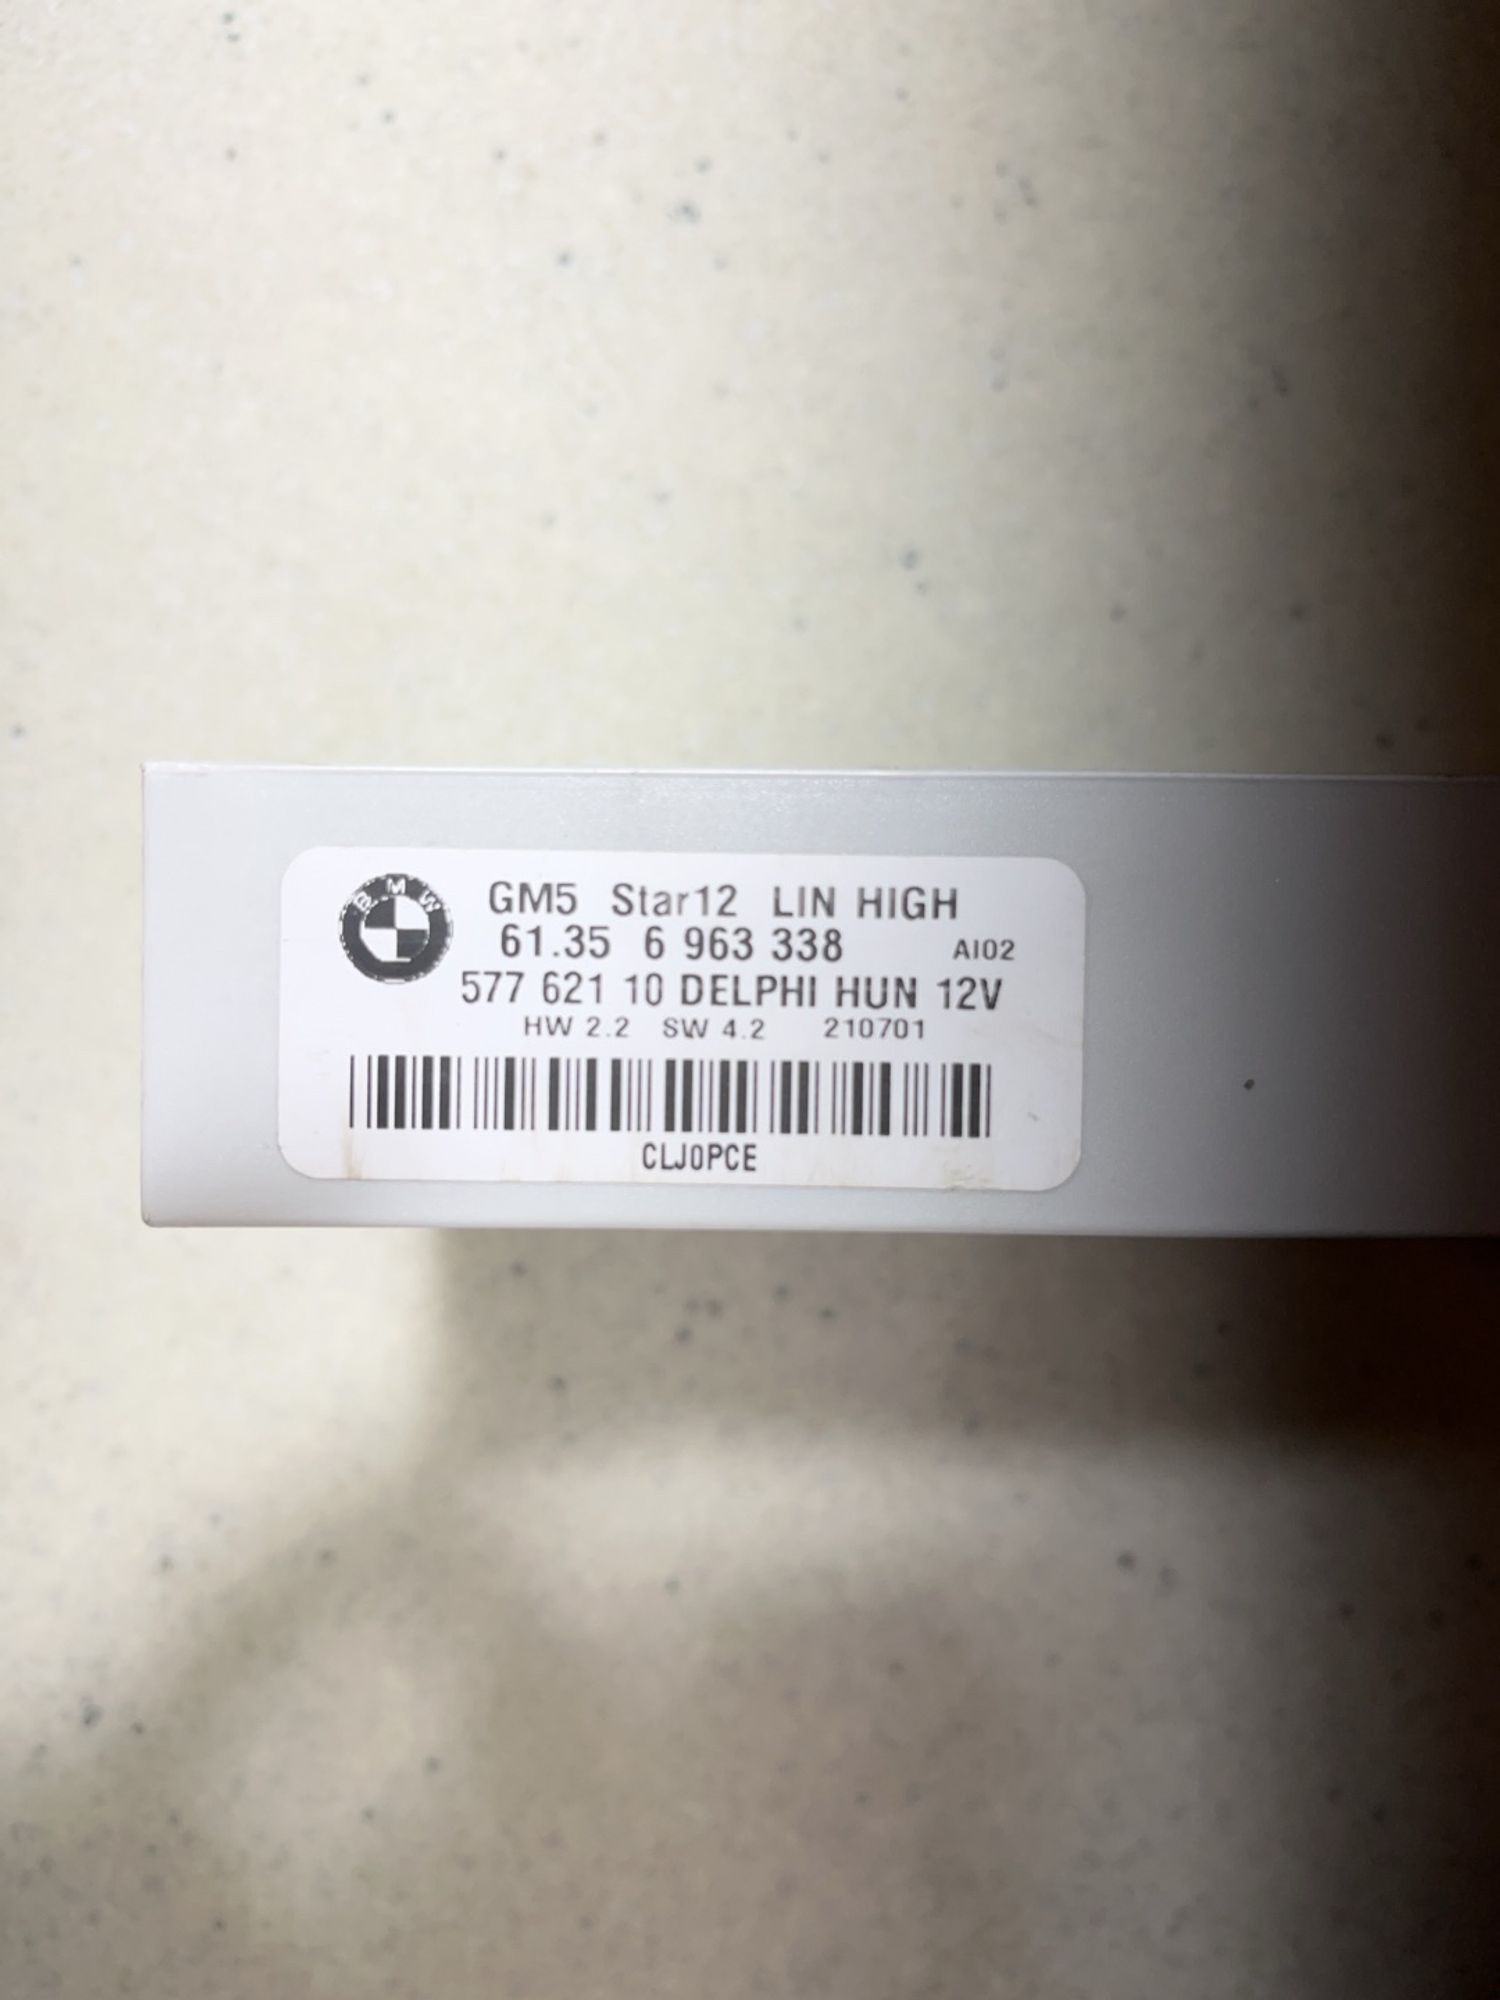 BMW
GM5 Star12 LIN HIGH
61.35 6 963 338 AI02
577 621 10 DELPHI HUN 12V
HW 2.2 SW 4.2 210701
CLJ0PCE